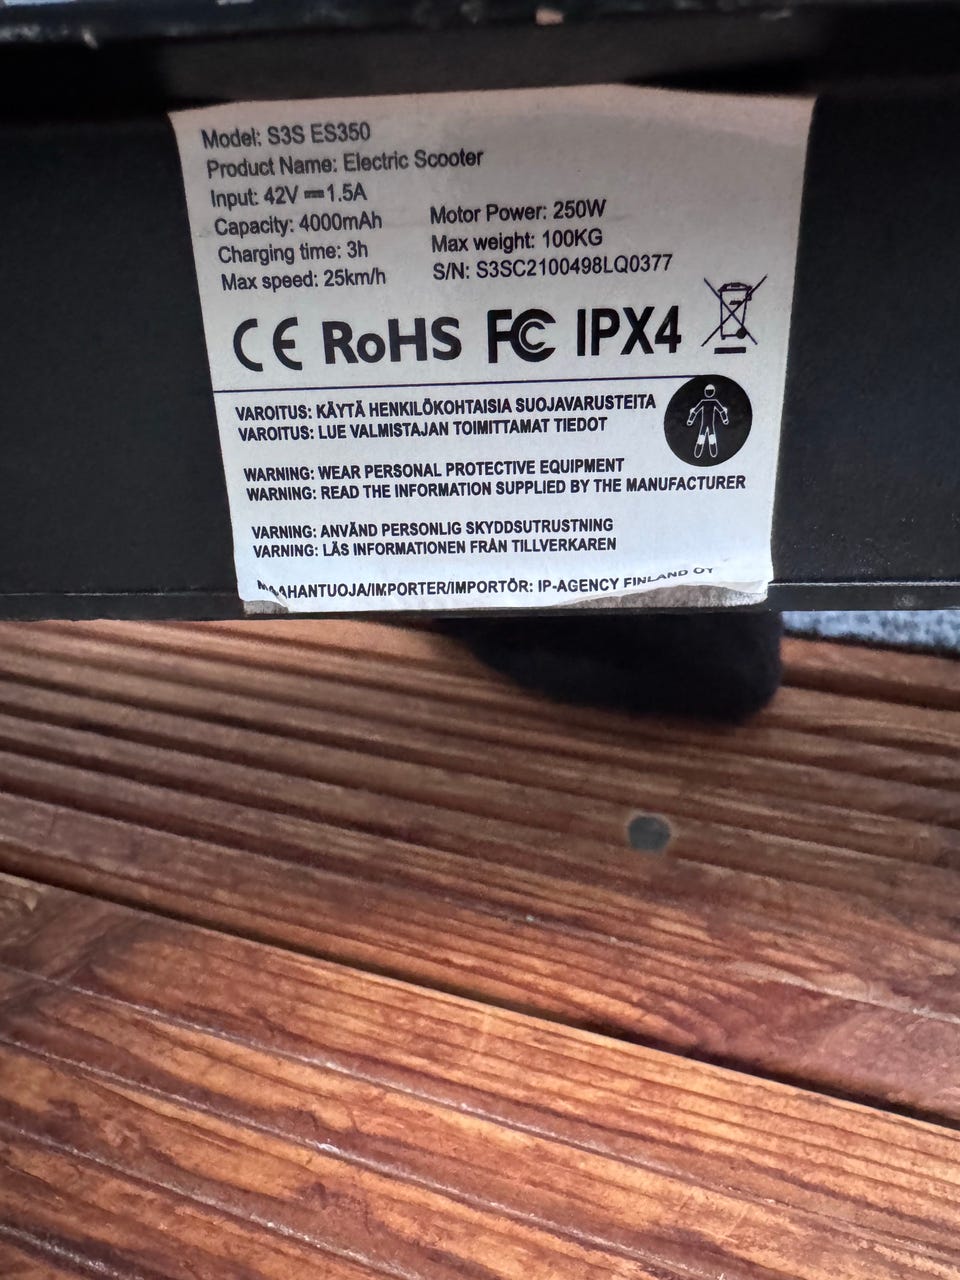 Model: S3S ES350
Product Name: Electric Scooter
Input: 42V ⎓ 1.5A
Capacity: 4000mAh
Charging time: 3h
Max speed: 25km/h
Motor Power: 250W
Max weight: 100KG
S/N: S3SC2100498LQ0377
CE RoHS FC IPX4
VAROITUS: KÄYTÄ HENKILÖKOHTAISIA SUOJAVARUSTEITA
VAROITUS: LUE VALMISTAJAN TOIMITTAMAT TIEDOT
WARNING: WEAR PERSONAL PROTECTIVE EQUIPMENT
WARNING: READ THE INFORMATION SUPPLIED BY THE MANUFACTURER
VARNING: ANVÄND PERSONLIG SKYDDSUTRUSTNING
VARNING: LÄS INFORMATIONEN FRÅN TILLVERKAREN
MAAHANTUOJA/IMPORTER/IMPORTÖR: IP-AGENCY FINLAND OY